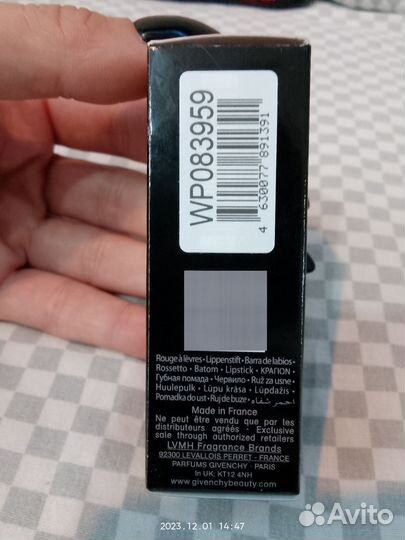 WP083959
4 630077 891391
Rouge à lèvres • Lippenstift • Barra de labios
Rossetto • Batom • Lipstick • ΚΡΑΓΙΟΝ
Губная помада • Червило • Ruž za usne
Huulepulk • Lūpu krāsa • Lūpdažis
Pomadka do ust • Ruj de buze • احمر شفاه
Made in France
Ne peut être vendu que par les
distributeurs agréés • Exclusive
sale through authorized retailers
LVMH Fragrance Brands
92300 LEVALLOIS PERRET - FRANCE
PARFUMS GIVENCHY - PARIS
In UK: KT12 4NH
www.givenchybeauty.com
2023.12.01 14:47
Avito